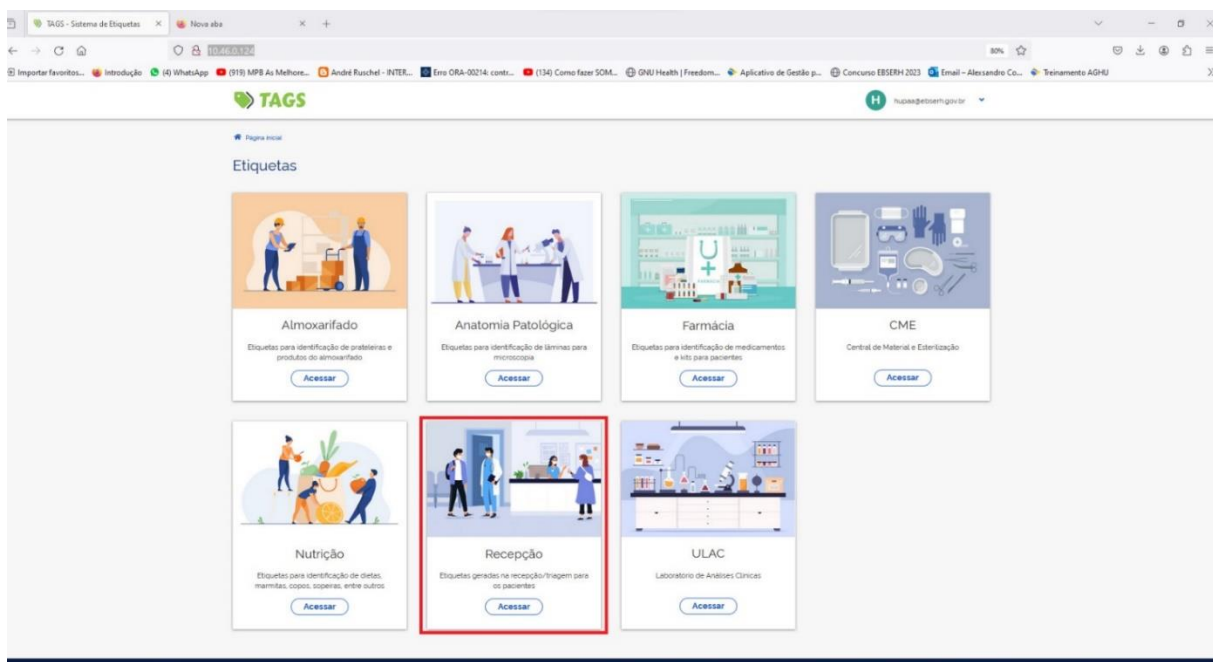 TAGS - Sistema de Etiquetas
Nova aba
10.46.0.124
80%
Importar favoritos...
Introdução
(4) WhatsApp
(919) MPB As Melhore...
André Ruschel - INTER...
Erro ORA-00214: contr...
(134) Como fazer SOM...
GNU Health | Freedom...
Aplicativo de Gestão p...
Concurso EBSERH 2023
Email – Alexsandro Co...
Treinamento AGHU
TAGS
H
hupaa@ebserh.gov.br
Página Inicial
Etiquetas
Almoxarifado
Etiquetas para identificação de prateleiras e
produtos do almoxarifado
Acessar
Anatomia Patológica
Etiquetas para identificação de lâminas para
microscopia
Acessar
FARMÁCIA
Farmácia
Etiquetas para identificação de medicamentos
e kits para pacientes
Acessar
CME
Central de Material e Esterilização
Acessar
Nutrição
Etiquetas para identificação de dietas,
marmitas, copos, sopeiras, entre outros
Acessar
Recepção
Etiquetas geradas na recepção/triagem para
os pacientes
Acessar
ULAC
Laboratório de Análises Clínicas
Acessar